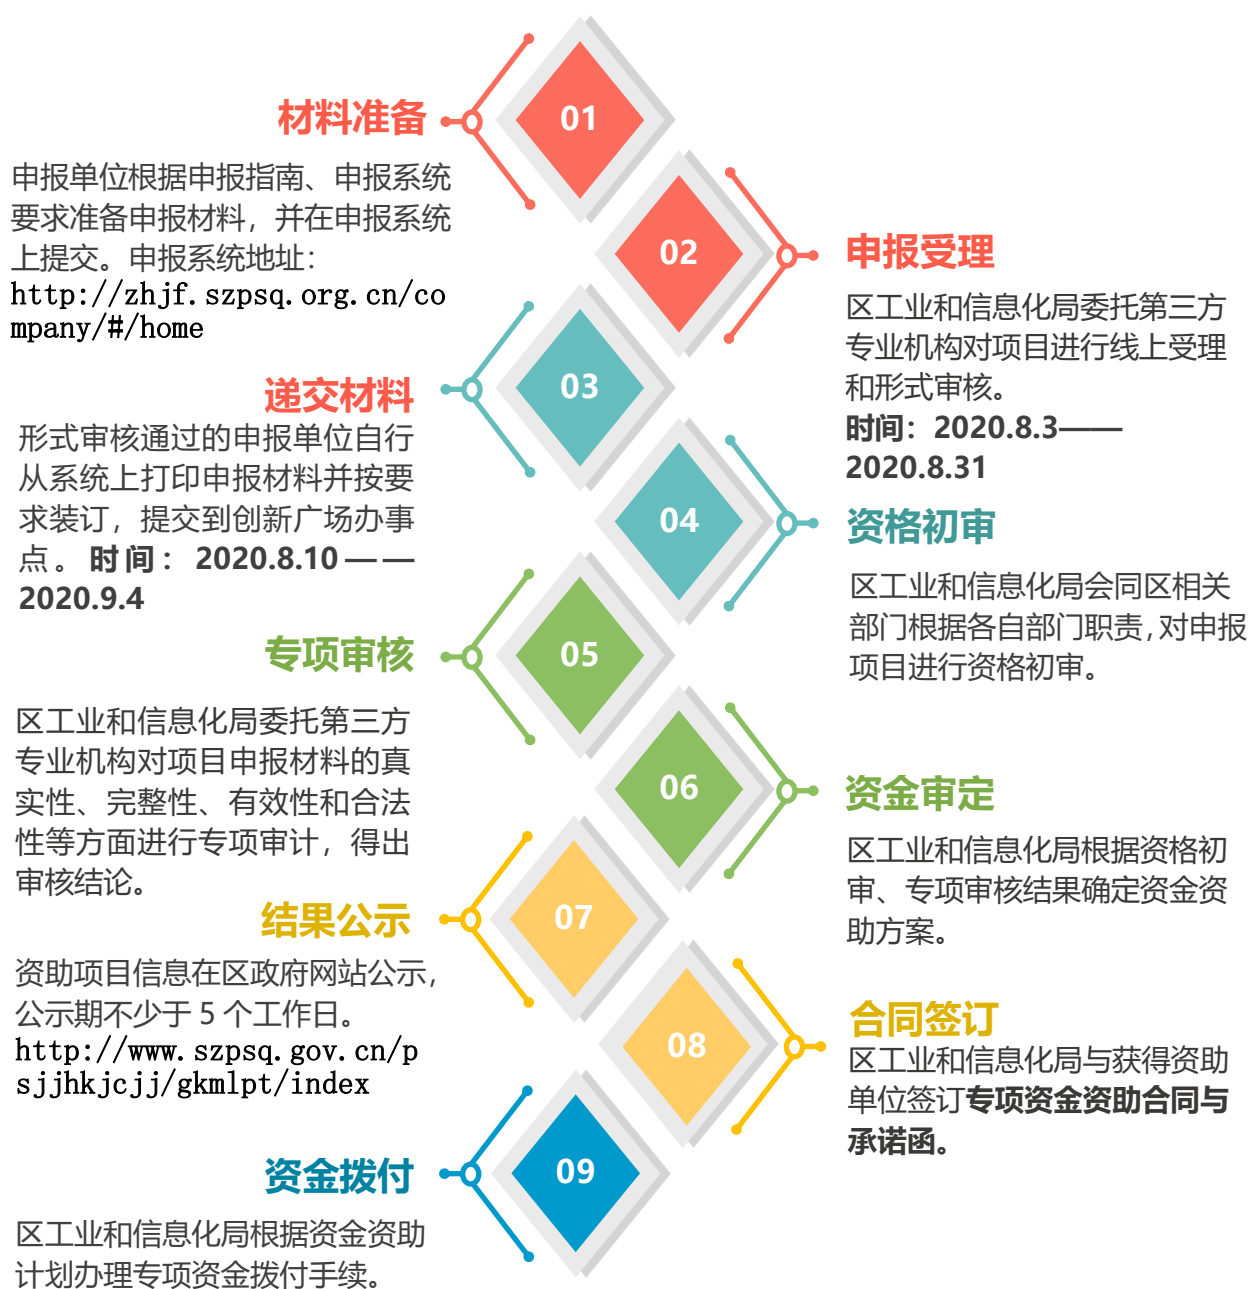 01
材料准备
申报单位根据申报指南、申报系统
要求准备申报材料，并在申报系统
上提交。申报系统地址：
http://zhjf.szpsq.org.cn/co
mpany/#/home
02
申报受理
区工业和信息化局委托第三方
专业机构对项目进行线上受理
和形式审核。
时间：2020.8.3——
2020.8.31
03
递交材料
形式审核通过的申报单位自行
从系统上打印申报材料并按要
求装订，提交到创新广场办事
点。时间：2020.8.10——
2020.9.4
04
资格初审
区工业和信息化局会同区相关
部门根据各自部门职责，对申报
项目进行资格初审。
05
专项审核
区工业和信息化局委托第三方
专业机构对项目申报材料的真
实性、完整性、有效性和合法
性等方面进行专项审计，得出
审核结论。
06
资金审定
区工业和信息化局根据资格初
审、专项审核结果确定资金资
助方案。
07
结果公示
资助项目信息在区政府网站公示，
公示期不少于 5 个工作日。
http://www.szpsq.gov.cn/p
sjjhkjcjj/gkmlpt/index
08
合同签订
区工业和信息化局与获得资助
单位签订专项资金资助合同与
承诺函。
09
资金拨付
区工业和信息化局根据资金资助
计划办理专项资金拨付手续。